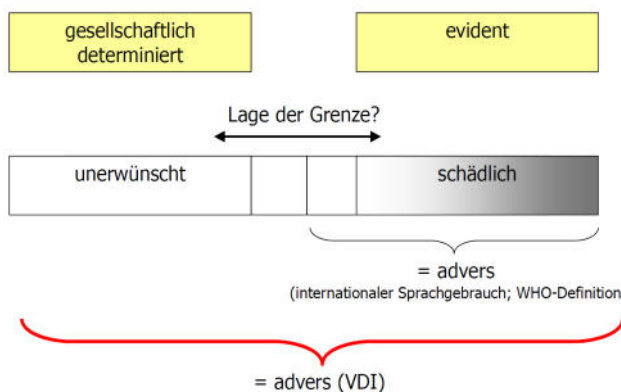 gesellschaftlich
determiniert
evident
Lage der Grenze?
unerwünscht
schädlich
= advers
(internationaler Sprachgebrauch; WHO-Definition
= advers (VDI)